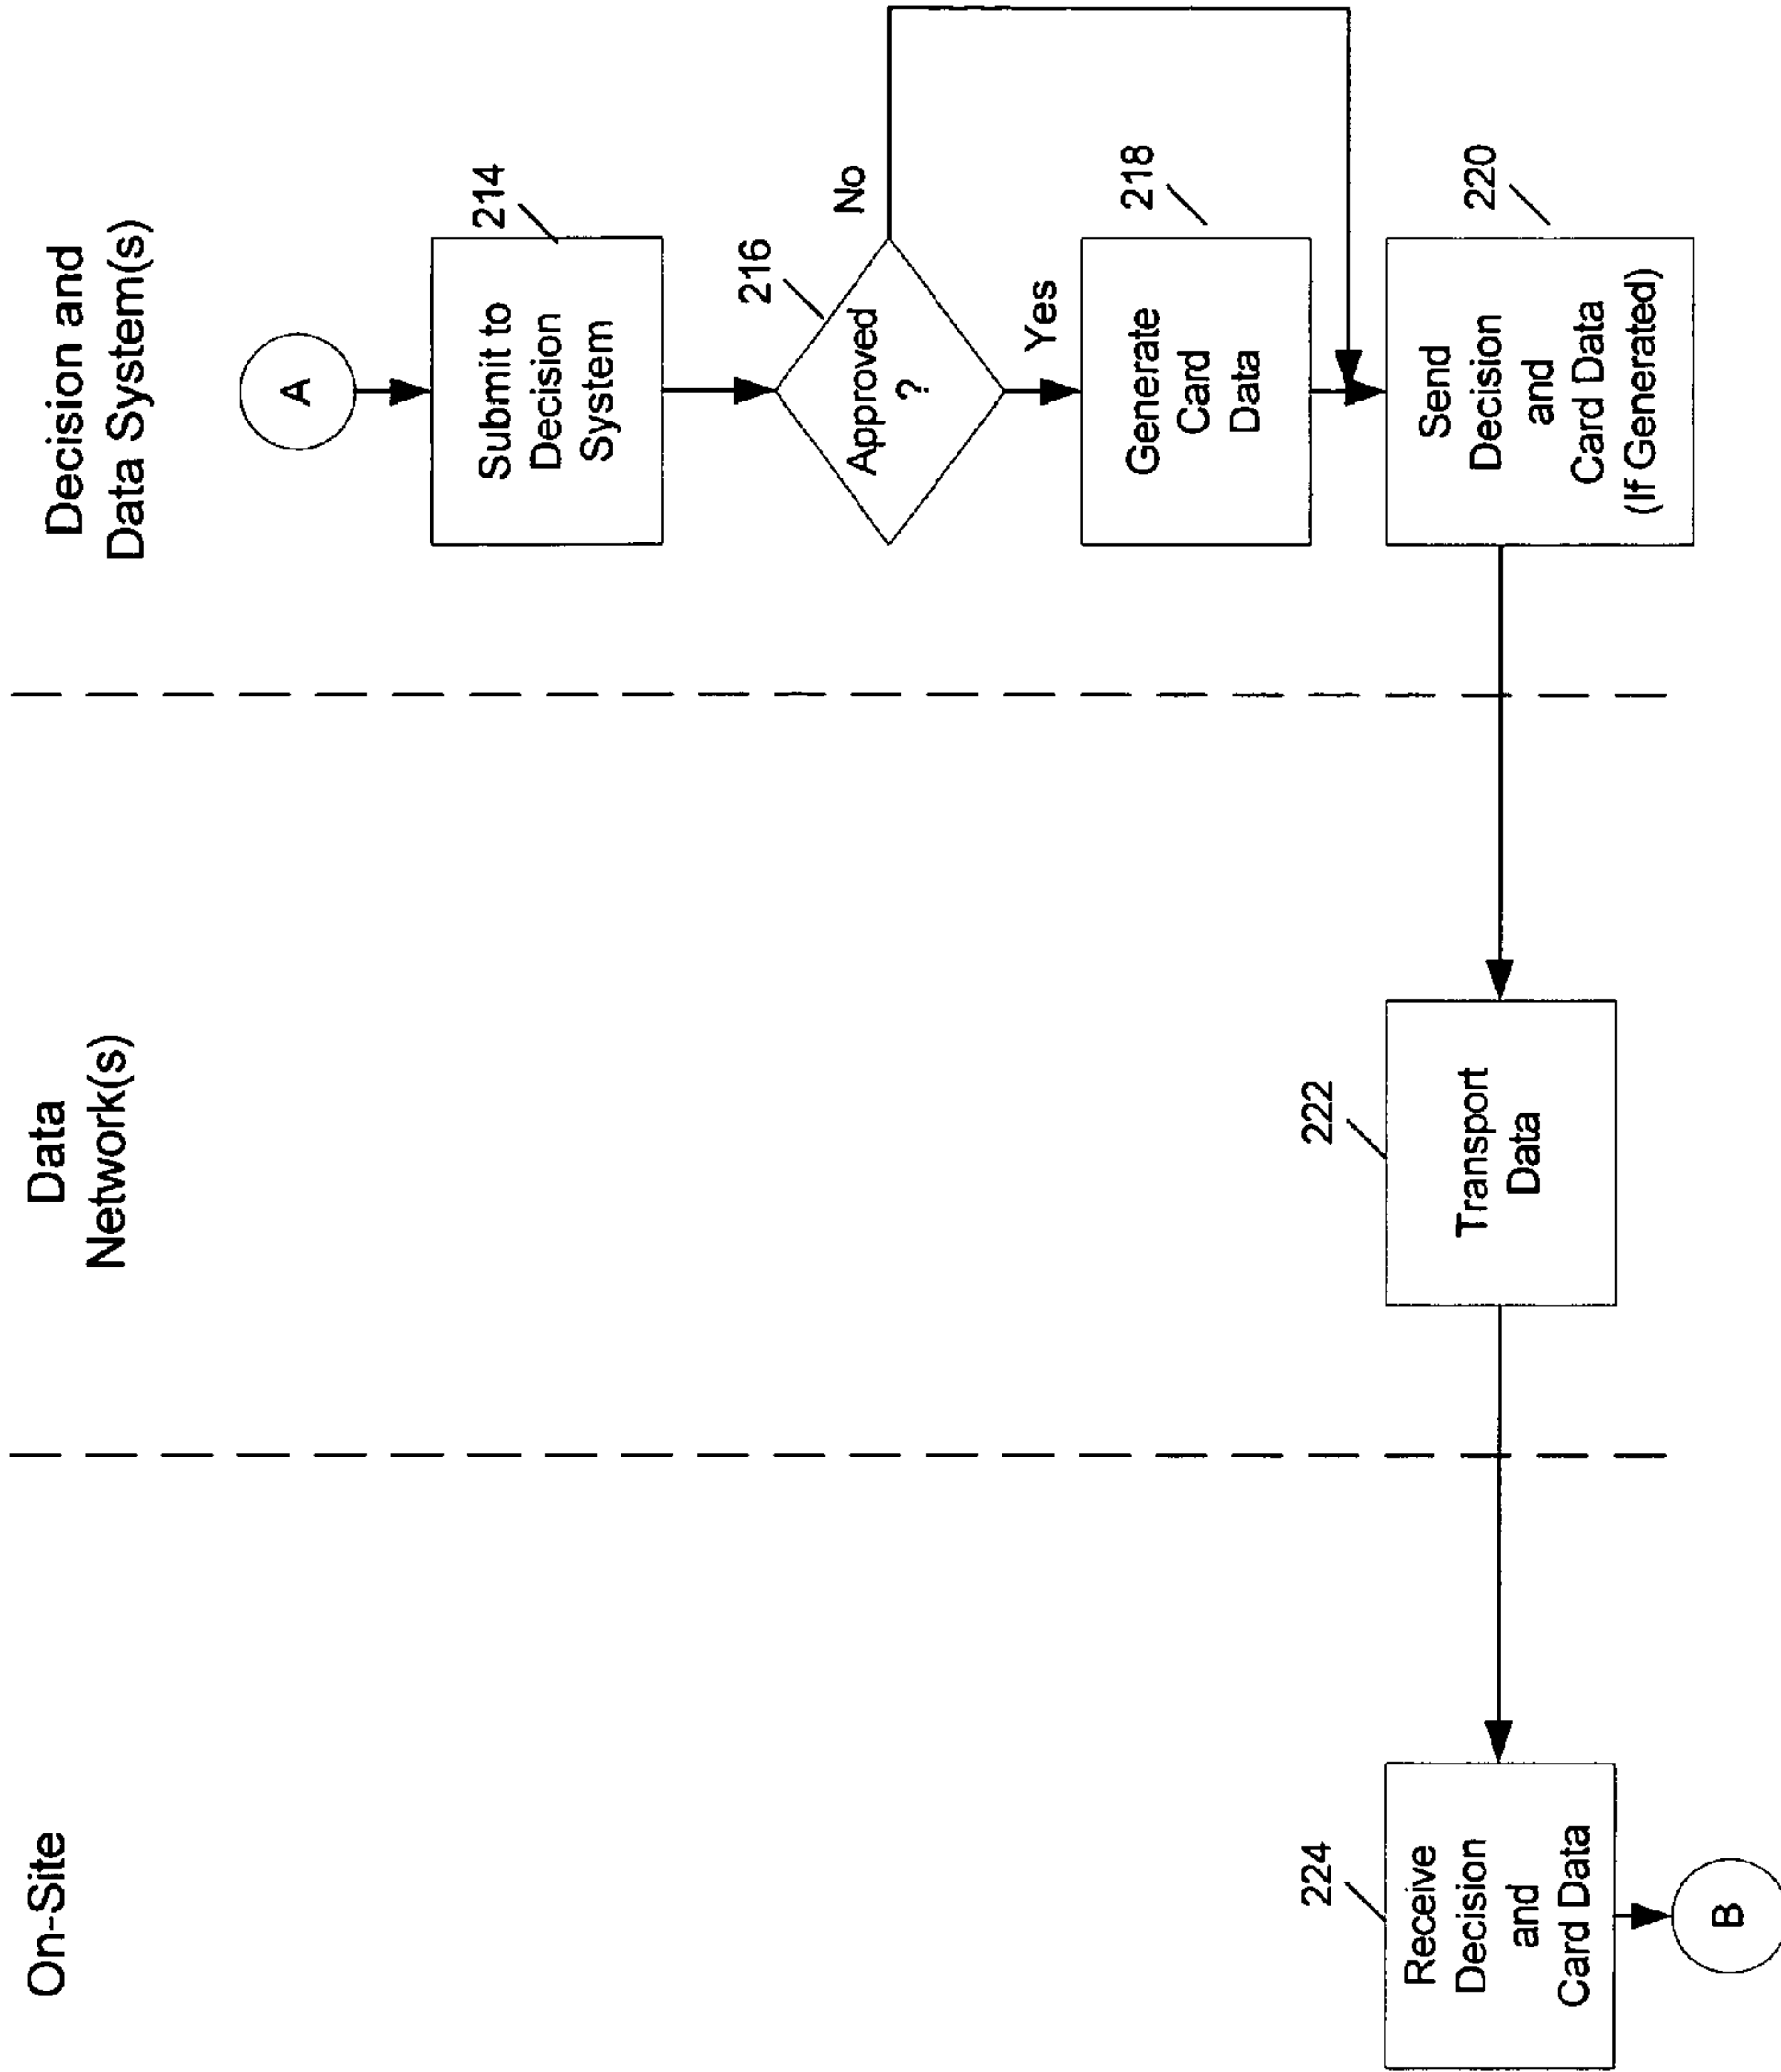 On-Site
Data
Network(s)
Decision and
Data System(s)
A
214
Submit to
Decision
System
216
Approved
?
No
Yes
218
Generate
Card
Data
220
Send
Decision
and
Card Data
(If Generated)
222
Transport
Data
224
Receive
Decision
and
Card Data
B